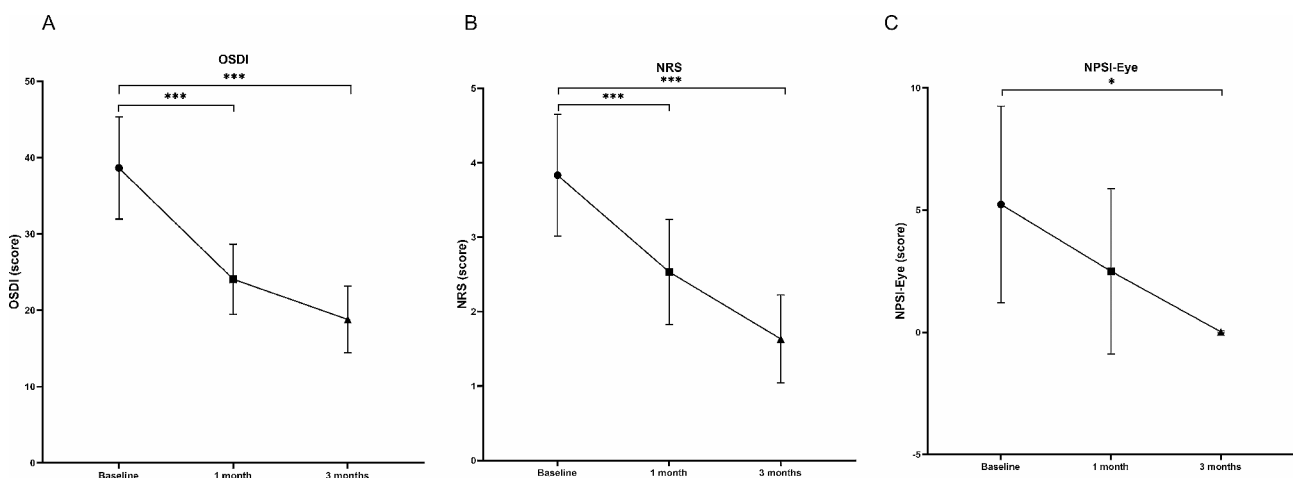 A
OSDI
***
***
50
40
30
20
10
0
OSDI (score)
Baseline
1 month
3 months
B
NRS
***
***
5
4
3
2
1
0
NRS (score)
Baseline
1 month
3 months
C
NPSI-Eye
*
10
5
0
-5
NPSI-Eye (score)
Baseline
1 month
3 months